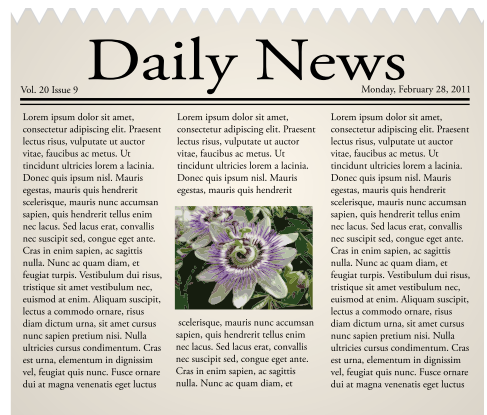 Daily News
Vol. 20 Issue 9
Monday, February 28, 2011
Lorem ipsum dolor sit amet,
consectetur adipiscing elit. Praesent
lectus risus, vulputate ut auctor
vitae, faucibus ac metus. Ut
tincidunt ultricies lorem a lacinia.
Donec quis ipsum nisl. Mauris
egestas, mauris quis hendrerit
scelerisque, mauris nunc accumsan
sapien, quis hendrerit tellus enim
nec lacus. Sed lacus erat, convallis
nec suscipit sed, congue eget ante.
Cras in enim sapien, ac sagittis
nulla. Nunc ac quam diam, et
feugiat turpis. Vestibulum dui risus,
tristique sit amet vestibulum nec,
euismod at enim. Aliquam suscipit,
lectus a commodo ornare, risus
diam dictum urna, sit amet cursus
nunc sapien pretium nisi. Nulla
ultricies cursus condimentum. Cras
est urna, elementum in dignissim
vel, feugiat quis nunc. Fusce ornare
dui at magna venenatis eget luctus
Lorem ipsum dolor sit amet,
consectetur adipiscing elit. Praesent
lectus risus, vulputate ut auctor
vitae, faucibus ac metus. Ut
tincidunt ultricies lorem a lacinia.
Donec quis ipsum nisl. Mauris
egestas, mauris quis hendrerit
scelerisque, mauris nunc accumsan
sapien, quis hendrerit tellus enim
nec lacus. Sed lacus erat, convallis
nec suscipit sed, congue eget ante.
Cras in enim sapien, ac sagittis
nulla. Nunc ac quam diam, et
Lorem ipsum dolor sit amet,
consectetur adipiscing elit. Praesent
lectus risus, vulputate ut auctor
vitae, faucibus ac metus. Ut
tincidunt ultricies lorem a lacinia.
Donec quis ipsum nisl. Mauris
egestas, mauris quis hendrerit
scelerisque, mauris nunc accumsan
sapien, quis hendrerit tellus enim
nec lacus. Sed lacus erat, convallis
nec suscipit sed, congue eget ante.
Cras in enim sapien, ac sagittis
nulla. Nunc ac quam diam, et
feugiat turpis. Vestibulum dui risus,
tristique sit amet vestibulum nec,
euismod at enim. Aliquam suscipit,
lectus a commodo ornare, risus
diam dictum urna, sit amet cursus
nunc sapien pretium nisi. Nulla
ultricies cursus condimentum. Cras
est urna, elementum in dignissim
vel, feugiat quis nunc. Fusce ornare
dui at magna venenatis eget luctus